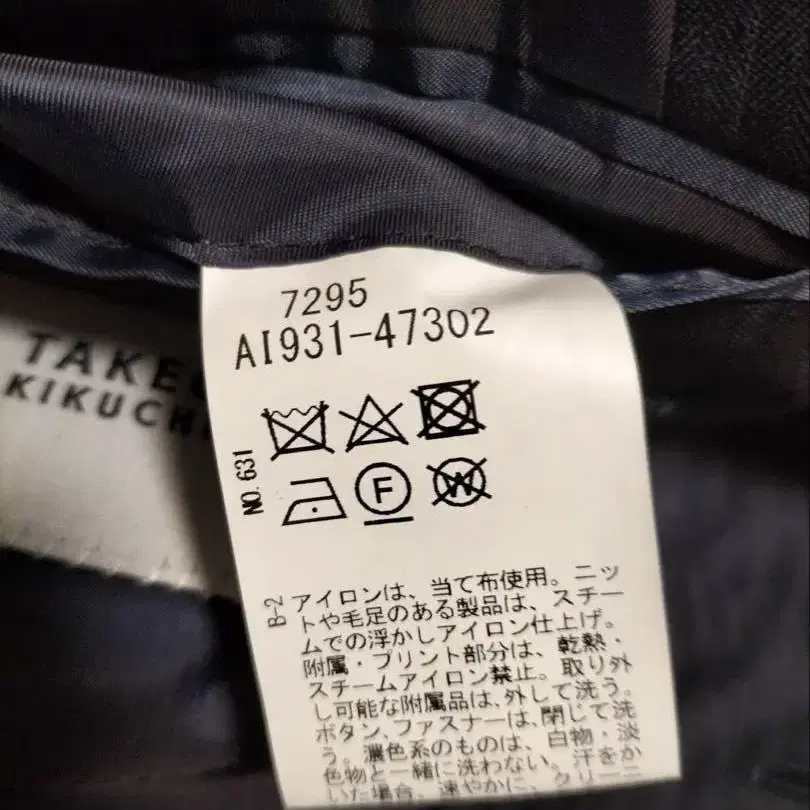 7295
AI931-47302
TAKEO
KIKUCHI
NO.631
F
W
B-2
アイロンは、当て布使用。ニッ
トや毛足のある製品は、スチー
ムでの浮かしアイロン仕上げ。
附属・プリント部分は、乾熱・
スチームアイロン禁止。取り外
し可能な附属品は、外して洗う。
ボタン、ファスナーは、閉じて洗
う。濃色系のものは、白物・淡
色物と一緒に洗わない。汗をか
いた場合、速やかに、クリーニ